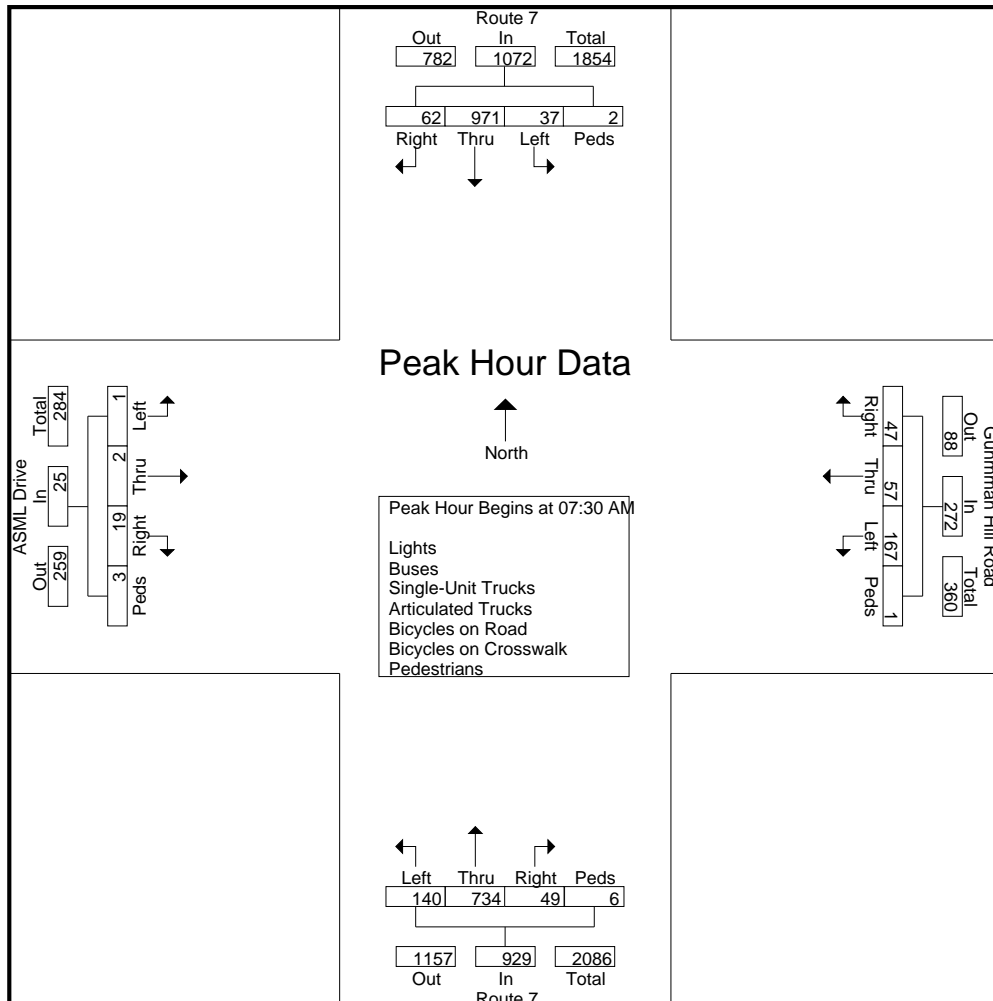 Route 7
Out In Total
782 1072 1854
62 971 37 2
Right Thru Left Peds
Peak Hour Data
North
Peak Hour Begins at 07:30 AM
Lights
Buses
Single-Unit Trucks
Articulated Trucks
Bicycles on Road
Bicycles on Crosswalk
Pedestrians
ASML Drive
Out In Total
259 25 284
3 19 2 1
Peds Right Thru Left
Hill Road
Out In Total
88 272 360
47 57 167 1
Right Thru Left Peds
Left Thru Right Peds
140 734 49 6
1157 929 2086
Out In Total
Route 7